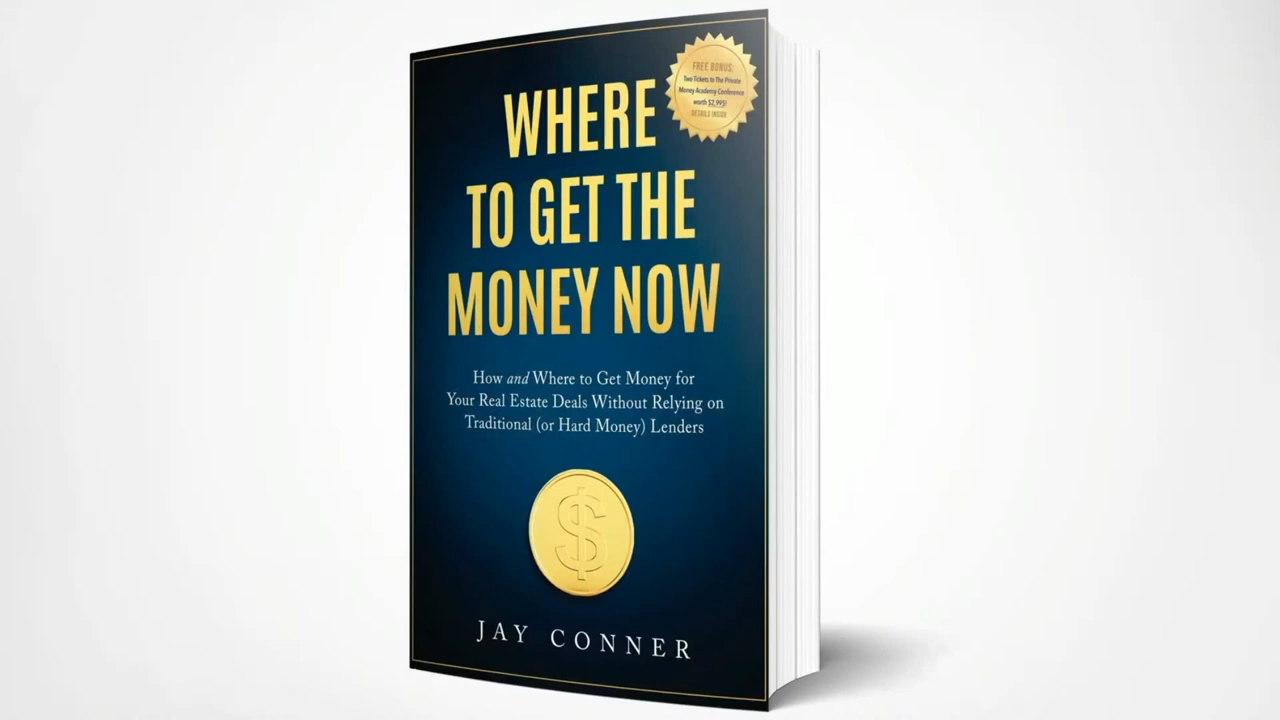 WHERE
TO GET THE
MONEY NOW
FREE BONUS:
Two Tickets to The Private
Money Academy Conference
worth $2,995!
DETAILS INSIDE
How and Where to Get Money for
Your Real Estate Deals Without Relying on
Traditional (or Hard Money) Lenders
$
JAY CONNER